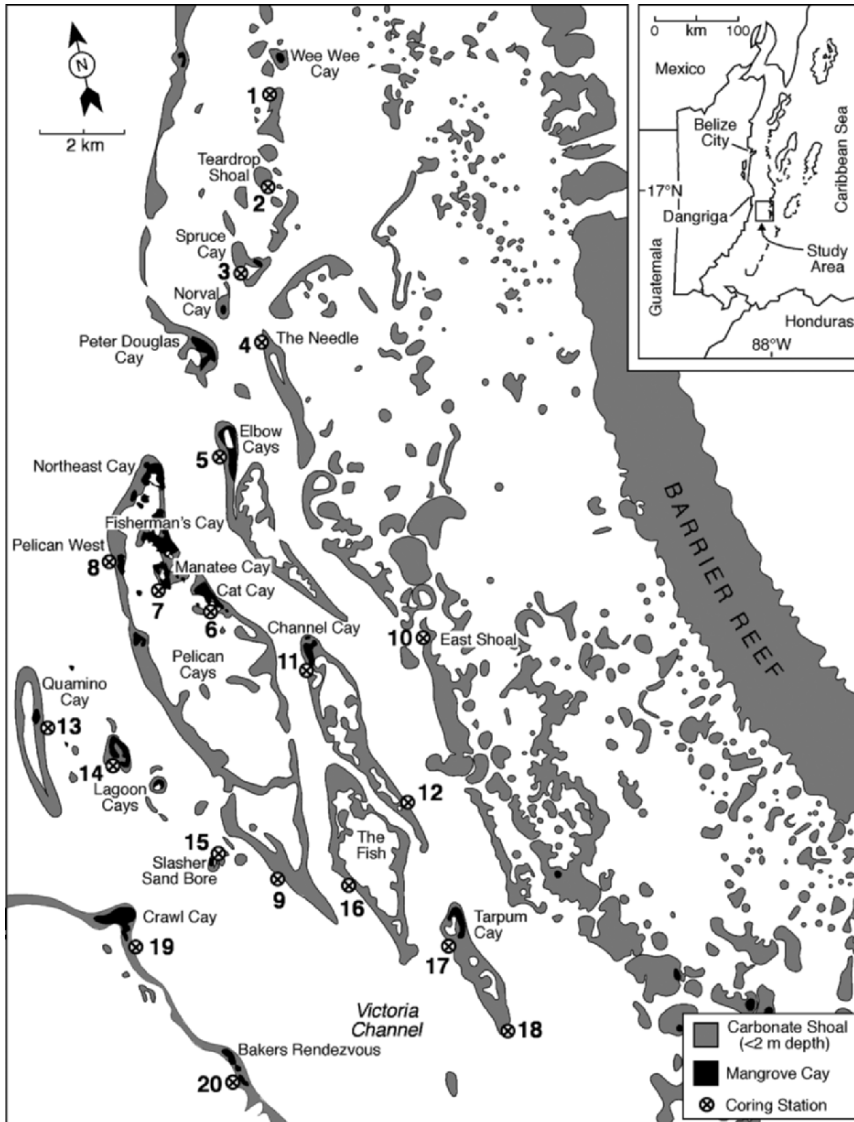 N
2 km
Wee Wee
Cay
1
Teardrop
Shoal
2
Spruce
Cay
3
Norval
Cay
Peter Douglas
Cay
4
The Needle
Elbow
Cays
5
Northeast Cay
Fisherman's Cay
Pelican West
8
Manatee Cay
7
Cat Cay
6
Channel Cay
11
10
East Shoal
Pelican
Cays
Quamino
Cay
13
14
Lagoon
Cays
12
15
Slasher
Sand Bore
The
Fish
9
16
Crawl Cay
19
Tarpum
Cay
17
Victoria
Channel
18
Bakers Rendezvous
20
BARRIER REEF
0
100
km
Mexico
Belize
City
Caribbean Sea
17°N
Dangriga
Study
Area
Guatemala
Honduras
88°W
Carbonate Shoal
(<2 m depth)
Mangrove Cay
Coring Station